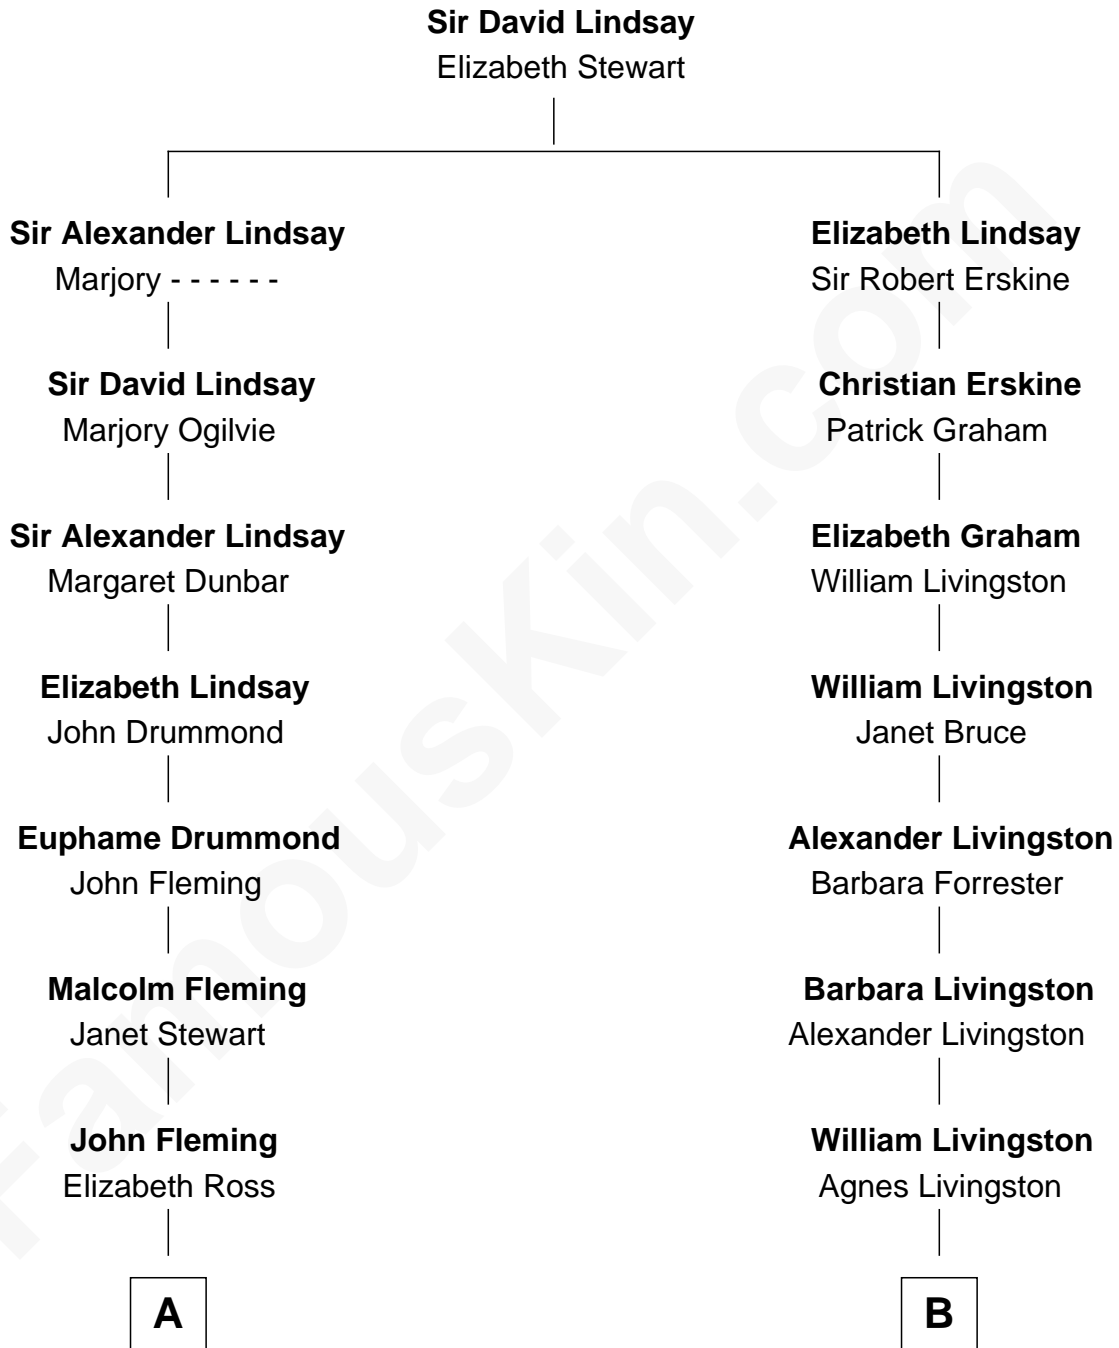 Sir David Lindsay
Elizabeth Stewart
Sir Alexander Lindsay
Marjory - - - - - -
Elizabeth Lindsay
Sir Robert Erskine
Sir David Lindsay
Marjory Ogilvie
Christian Erskine
Patrick Graham
Sir Alexander Lindsay
Margaret Dunbar
Elizabeth Graham
William Livingston
Elizabeth Lindsay
John Drummond
William Livingston
Janet Bruce
Euphame Drummond
John Fleming
Alexander Livingston
Barbara Forrester
Malcolm Fleming
Janet Stewart
Barbara Livingston
Alexander Livingston
John Fleming
Elizabeth Ross
William Livingston
Agnes Livingston
A
B
FamousKin.com